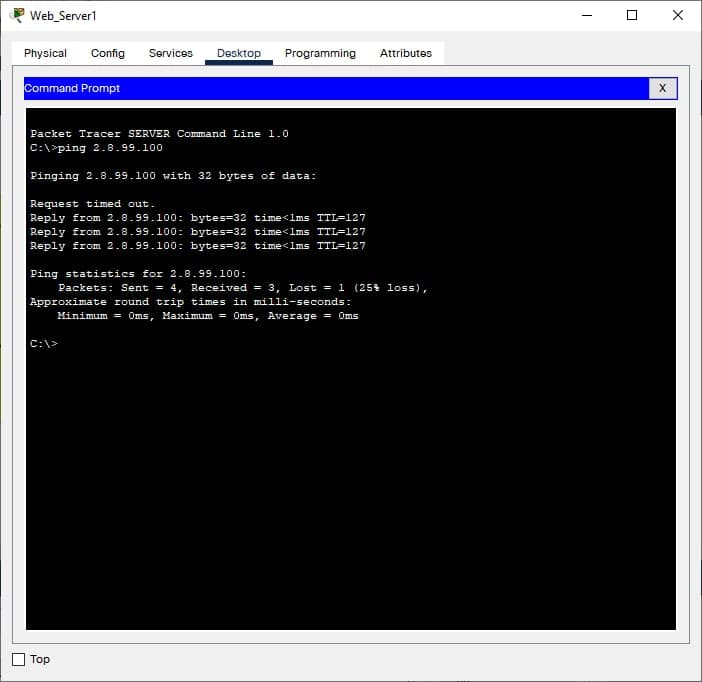 Web_Server1
Physical Config Services Desktop Programming Attributes
Command Prompt X
Packet Tracer SERVER Command Line 1.0
C:\>ping 2.8.99.100
Pinging 2.8.99.100 with 32 bytes of data:
Request timed out.
Reply from 2.8.99.100: bytes=32 time<1ms TTL=127
Reply from 2.8.99.100: bytes=32 time<1ms TTL=127
Reply from 2.8.99.100: bytes=32 time<1ms TTL=127
Ping statistics for 2.8.99.100:
Packets: Sent = 4, Received = 3, Lost = 1 (25% loss),
Approximate round trip times in milli-seconds:
Minimum = 0ms, Maximum = 0ms, Average = 0ms
C:\>
Top